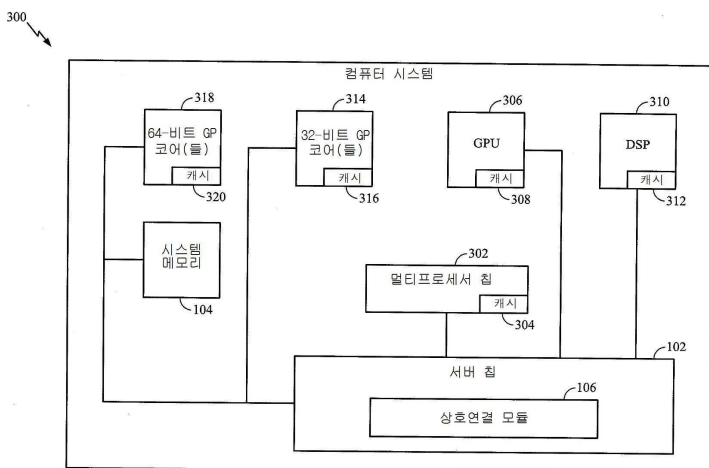 300
컴퓨터 시스템
318
314
306
310
64-비트 GP
코어(들)
캐시
320
32-비트 GP
코어(들)
캐시
316
GPU
캐시
308
DSP
캐시
312
시스템
메모리
104
302
멀티프로세서 칩
캐시
304
102
서버 칩
106
상호연결 모듈